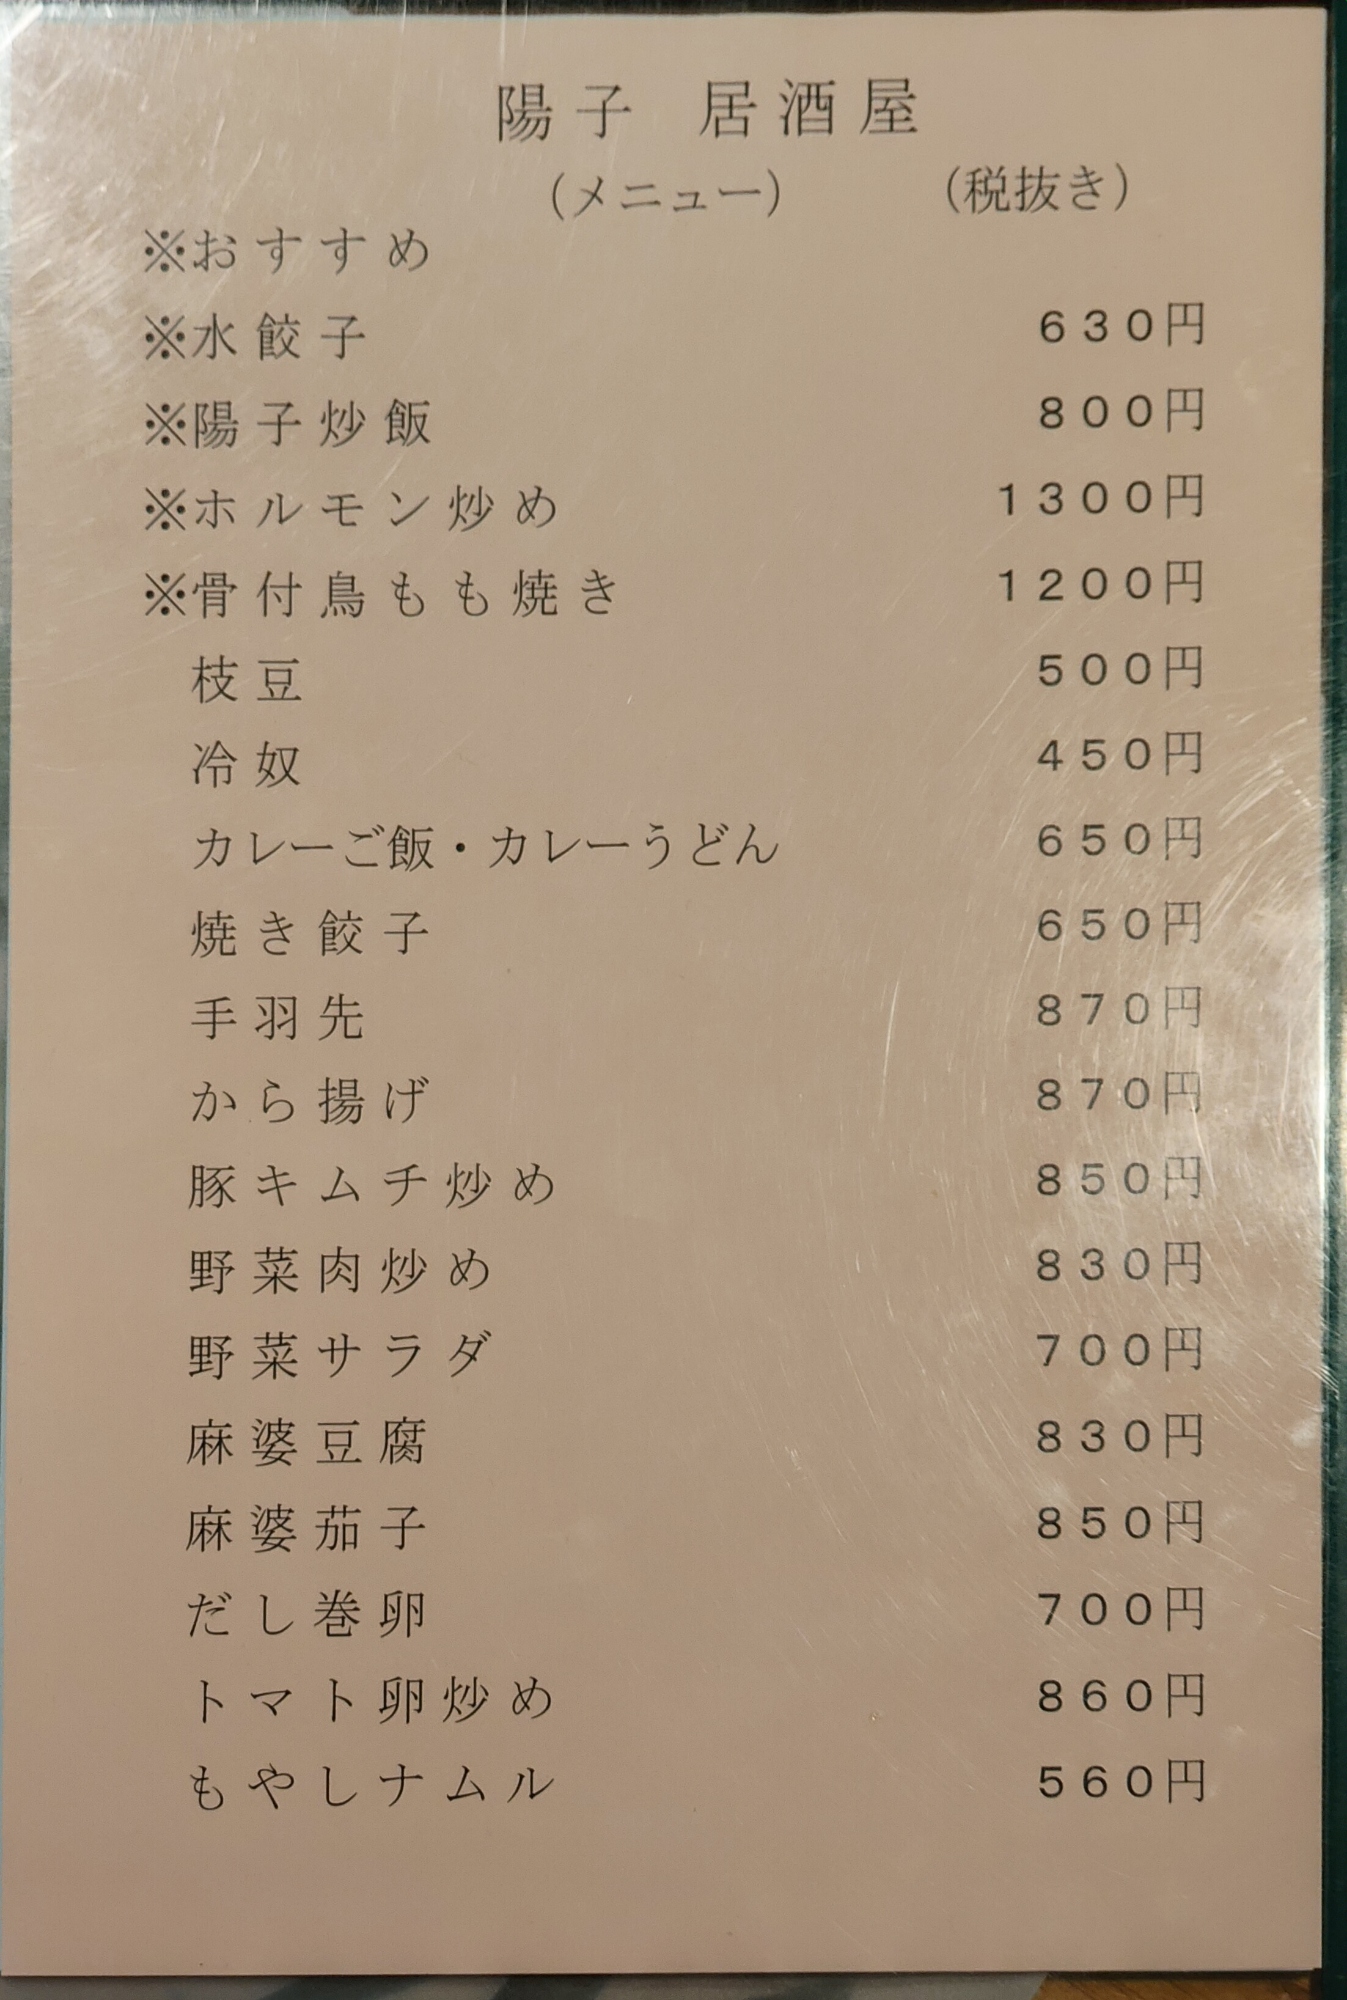 陽子 居酒屋
(メニュー) (税抜き)
※おすすめ
※水餃子 630円
※陽子炒飯 800円
※ホルモン炒め 1300円
※骨付鳥もも焼き 1200円
枝豆 500円
冷奴 450円
カレーご飯・カレーうどん 650円
焼き餃子 650円
手羽先 870円
から揚げ 870円
豚キムチ炒め 850円
野菜肉炒め 830円
野菜サラダ 700円
麻婆豆腐 830円
麻婆茄子 850円
だし巻卵 700円
トマト卵炒め 860円
もやしナムル 560円